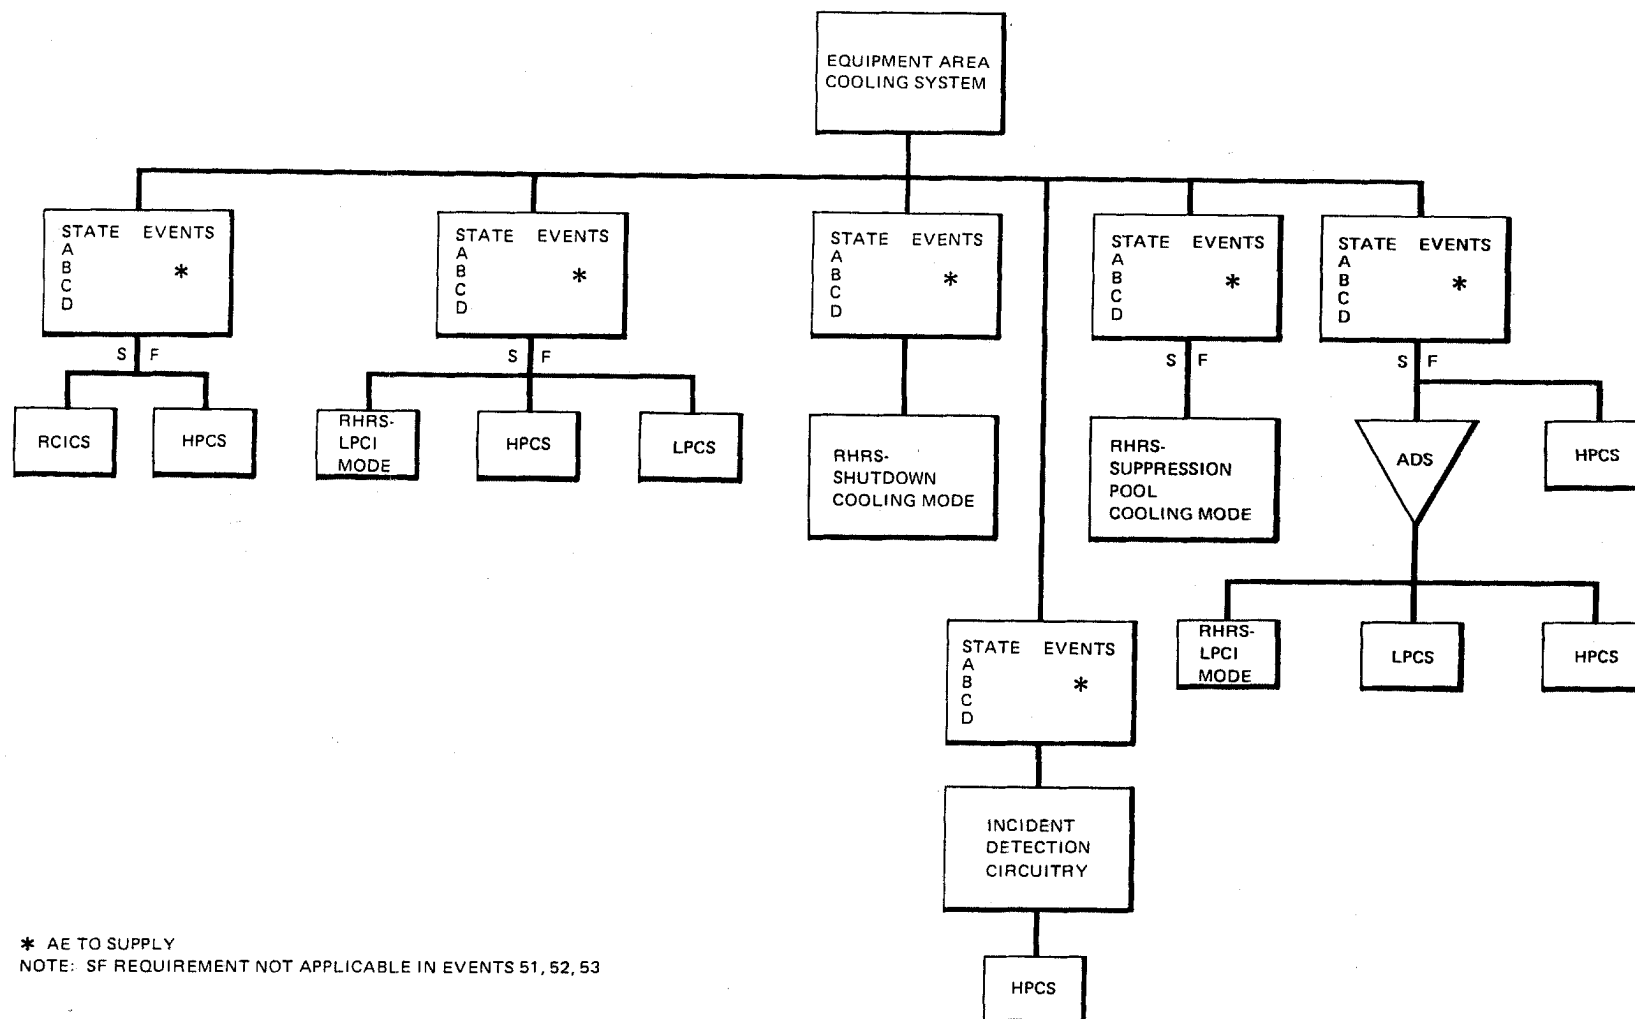 EQUIPMENT AREA
COOLING SYSTEM
STATE EVENTS
A
B
C
D
*
S F
RCICS
HPCS
STATE EVENTS
A
B
C
D
*
S F
RHRS-
LPCI
MODE
HPCS
LPCS
STATE EVENTS
A
B
C
D
*
RHRS-
SHUTDOWN
COOLING MODE
STATE EVENTS
A
B
C
D
*
INCIDENT
DETECTION
CIRCUITRY
HPCS
STATE EVENTS
A
B
C
D
*
S F
RHRS-
SUPPRESSION
POOL
COOLING MODE
STATE EVENTS
A
B
C
D
*
S F
ADS
HPCS
RHRS-
LPCI
MODE
LPCS
HPCS
* AE TO SUPPLY
NOTE: SF REQUIREMENT NOT APPLICABLE IN EVENTS 51, 52, 53